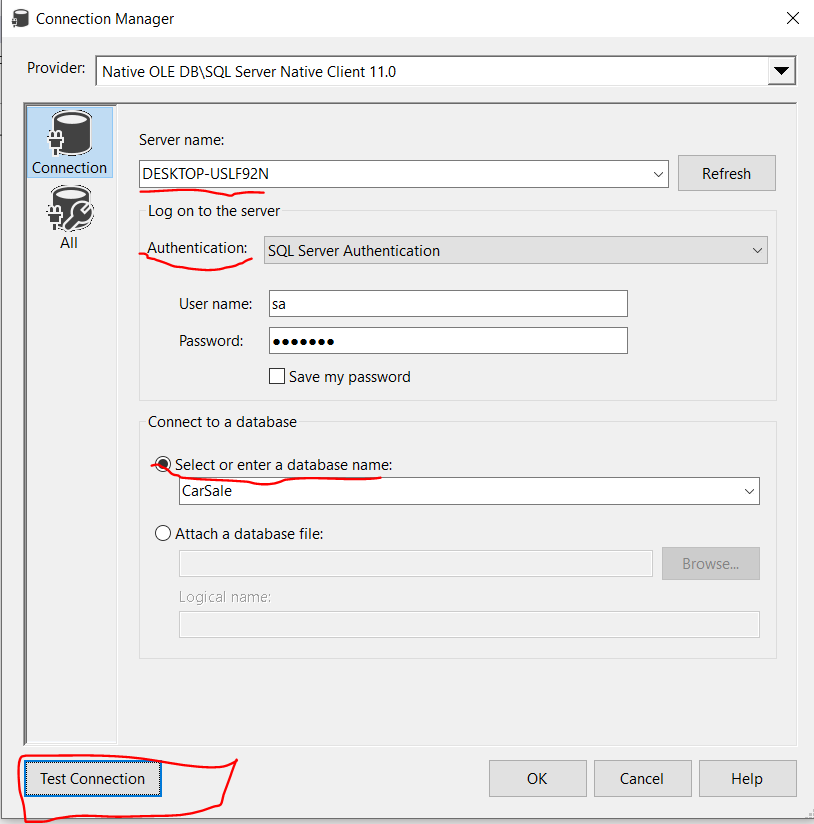 Connection Manager
Provider: Native OLE DB\SQL Server Native Client 11.0
Connection
All
Server name:
DESKTOP-USLF92N
Refresh
Log on to the server
Authentication: SQL Server Authentication
User name: sa
Password: ●●●●●●●
Save my password
Connect to a database
Select or enter a database name:
CarSale
Attach a database file:
Browse...
Logical name:
Test Connection OK Cancel Help